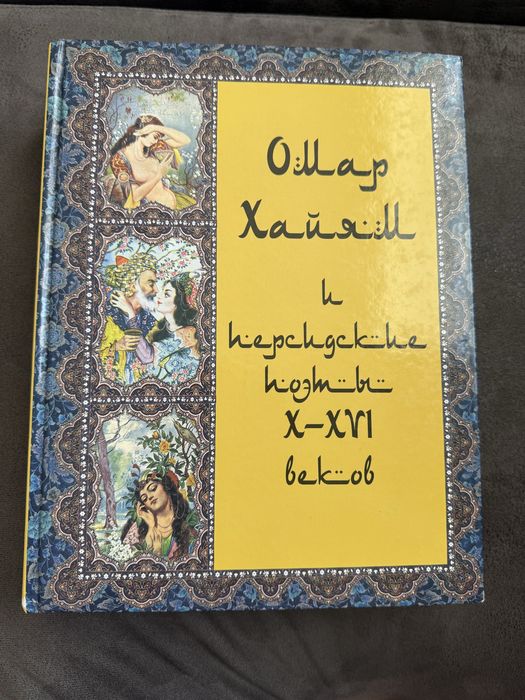 Омар
Хайям
и
персидские
поэты
X–XVI
веков